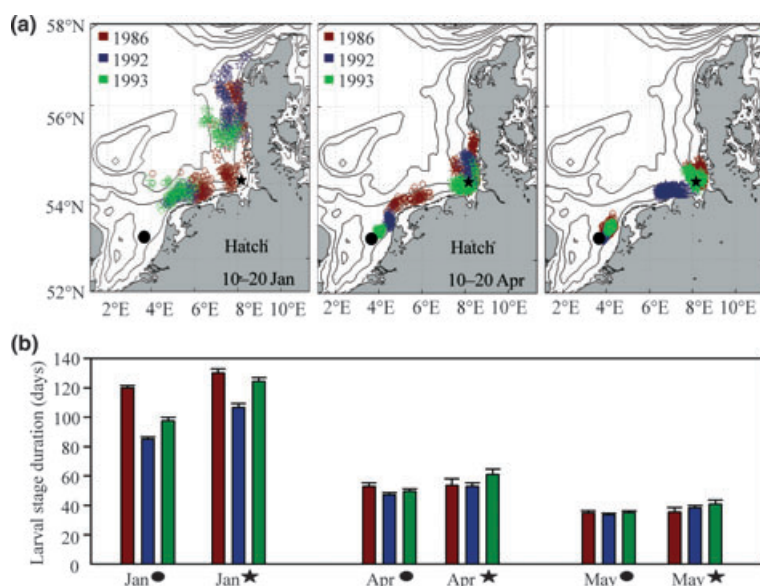 (a)
58°N
56°N
54°N
52°N
1986
1992
1993
Hatch
10–20 Jan
2°E 4°E 6°E 8°E 10°E
1986
1992
1993
Hatch
10–20 Apr
2°E 4°E 6°E 8°E 10°E
1986
1992
1993
2°E 4°E 6°E 8°E 10°E
(b)
Larval stage duration (days)
140
120
100
80
60
40
20
0
Jan● Jan★ Apr● Apr★ May● May★